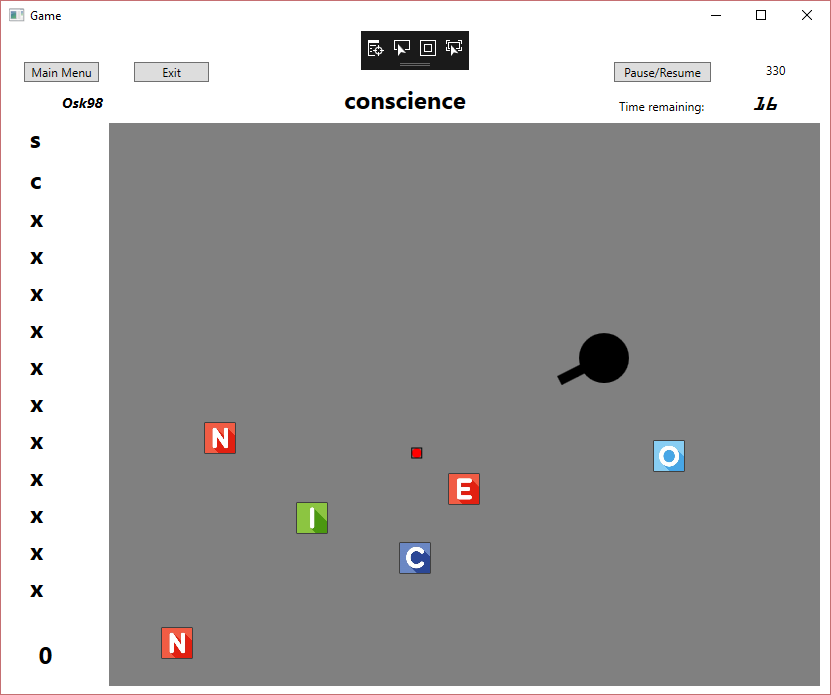 Game
Main Menu
Exit
Pause/Resume
330
Osk98
conscience
Time remaining:
16
s
c
x
x
x
x
x
x
x
x
x
x
x
0
N
O
E
I
C
N